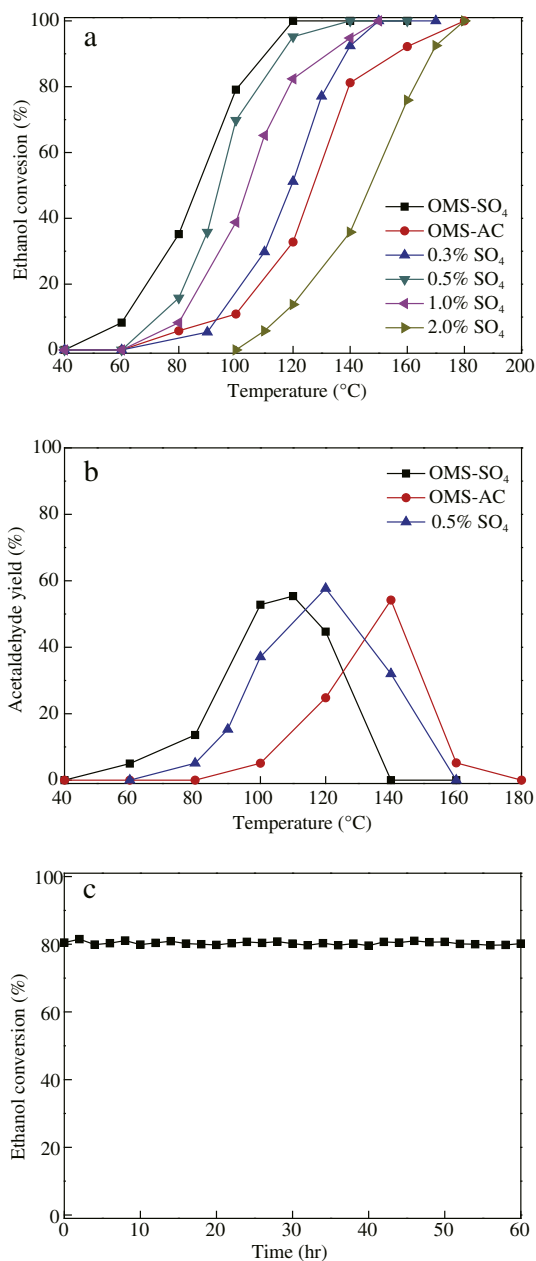 a
100
80
60
40
20
0
Ethanol convesion (%)
OMS-SO4
OMS-AC
0.3% SO4
0.5% SO4
1.0% SO4
2.0% SO4
40 60 80 100 120 140 160 180 200
Temperature (°C)
b
100
80
60
40
20
0
Acetaldehyde yield (%)
OMS-SO4
OMS-AC
0.5% SO4
40 60 80 100 120 140 160 180
Temperature (°C)
c
100
80
60
40
20
0
Ethanol conversion (%)
0 10 20 30 40 50 60
Time (hr)